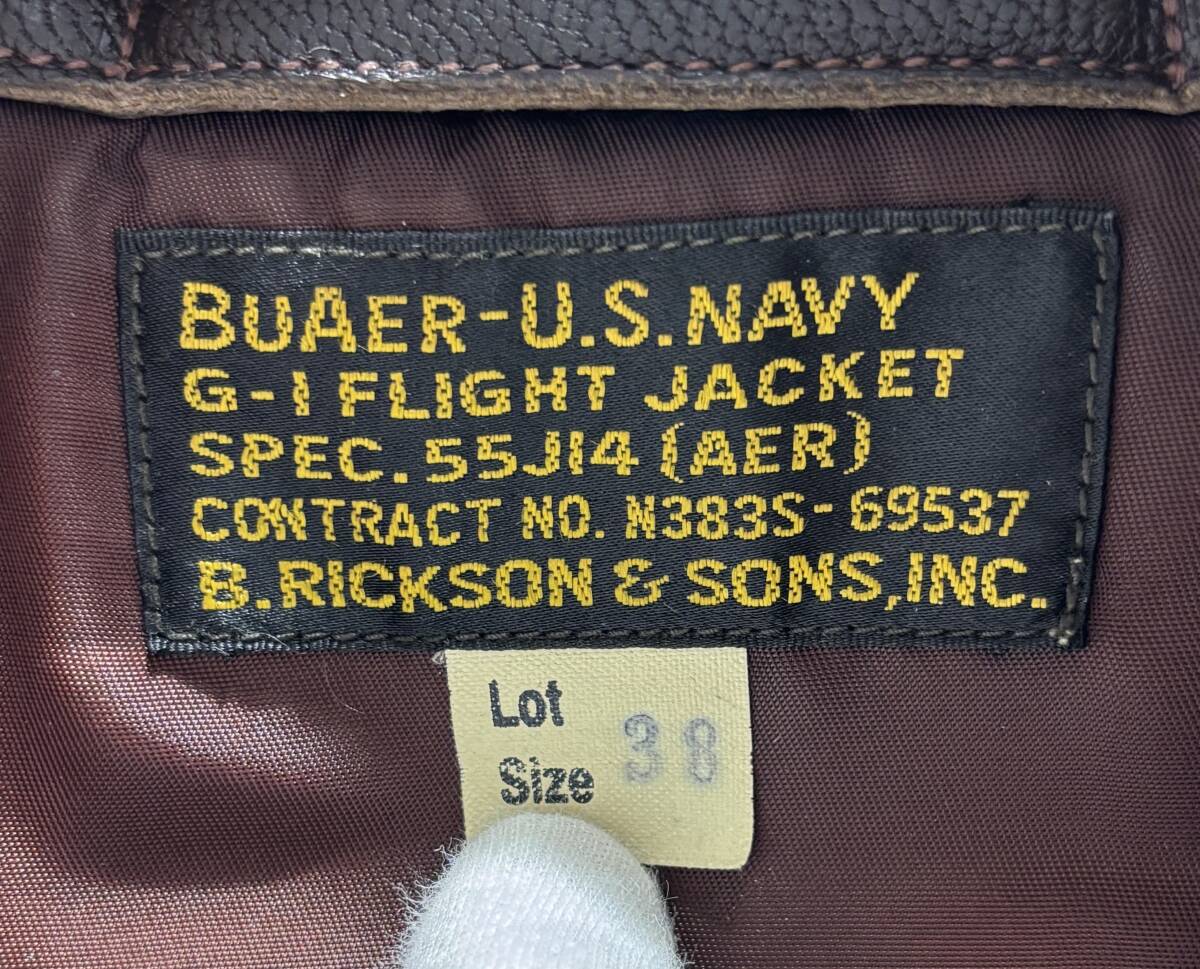 BUAER-U.S.NAVY
G-1 FLIGHT JACKET
SPEC. 55J14 (AER)
CONTRACT NO. N383S-69537
B.RICKSON & SONS,INC.
Lot
Size 38